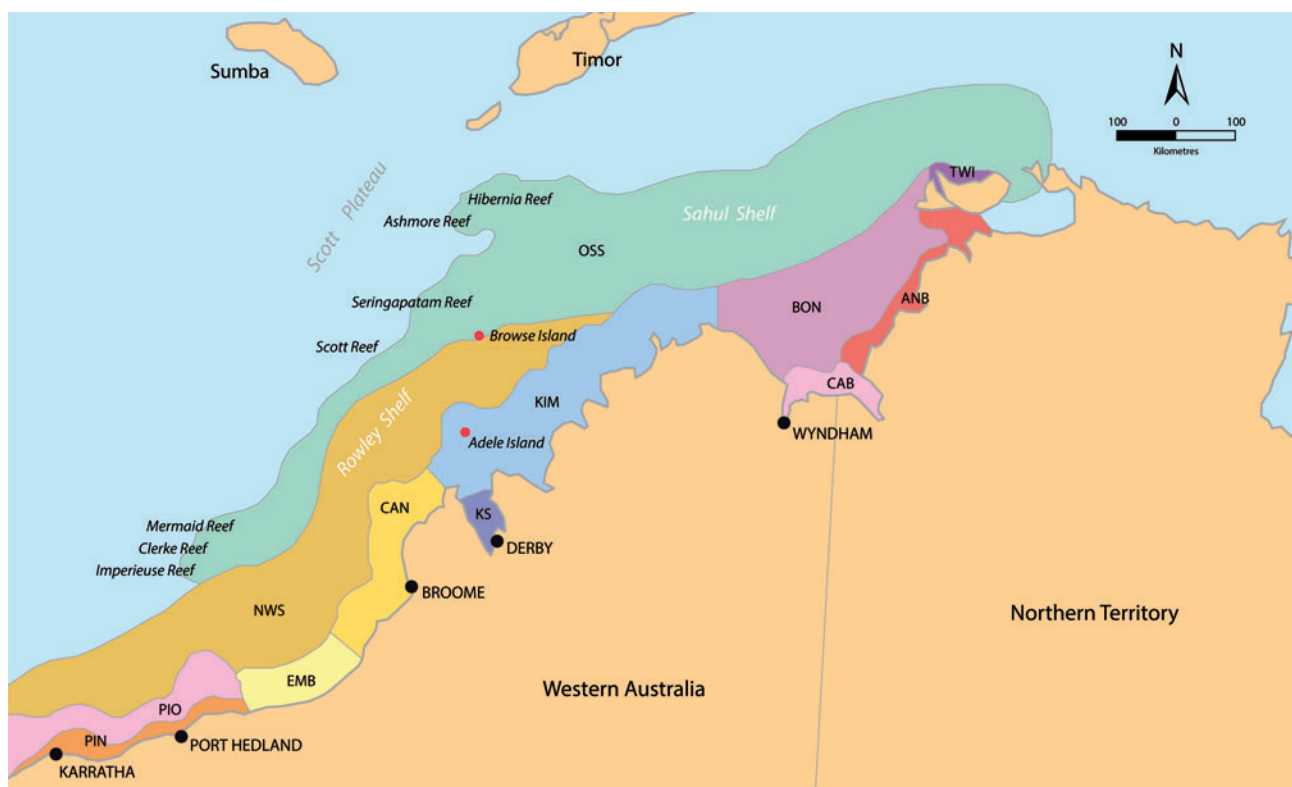 Sumba
Timor
N
100 0 100
Kilometres
Scott Plateau
Hibernia Reef
Ashmore Reef
Sahul Shelf
TWI
OSS
Seringapatam Reef
BON
ANB
Browse Island
Scott Reef
CAB
KIM
WYNDHAM
Rowley Shelf
Adele Island
CAN
KS
Mermaid Reef
DERBY
Clerke Reef
Imperieuse Reef
BROOME
NWS
Northern Territory
EMB
Western Australia
PIO
PIN
PORT HEDLAND
KARRATHA